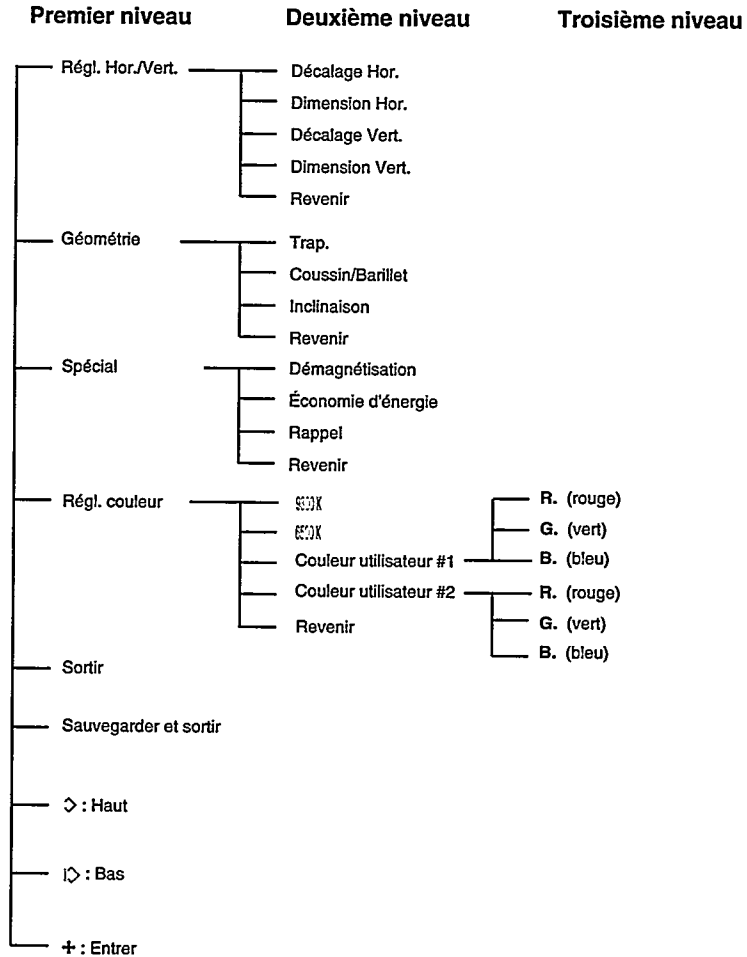 Premier niveau Deuxième niveau Troisième niveau
Régl. Hor./Vert. Décalage Hor.
Dimension Hor.
Décalage Vert.
Dimension Vert.
Revenir
Géométrie Trap.
Coussin/Barillet
Inclinaison
Revenir
Spécial Démagnétisation
Économie d'énergie
Rappel
Revenir
Régl. couleur 9300K R. (rouge)
6500K G. (vert)
Couleur utilisateur #1 B. (bleu)
Couleur utilisateur #2 R. (rouge)
Revenir G. (vert)
B. (bleu)
Sortir
Sauvegarder et sortir
: Haut
: Bas
+ : Entrer